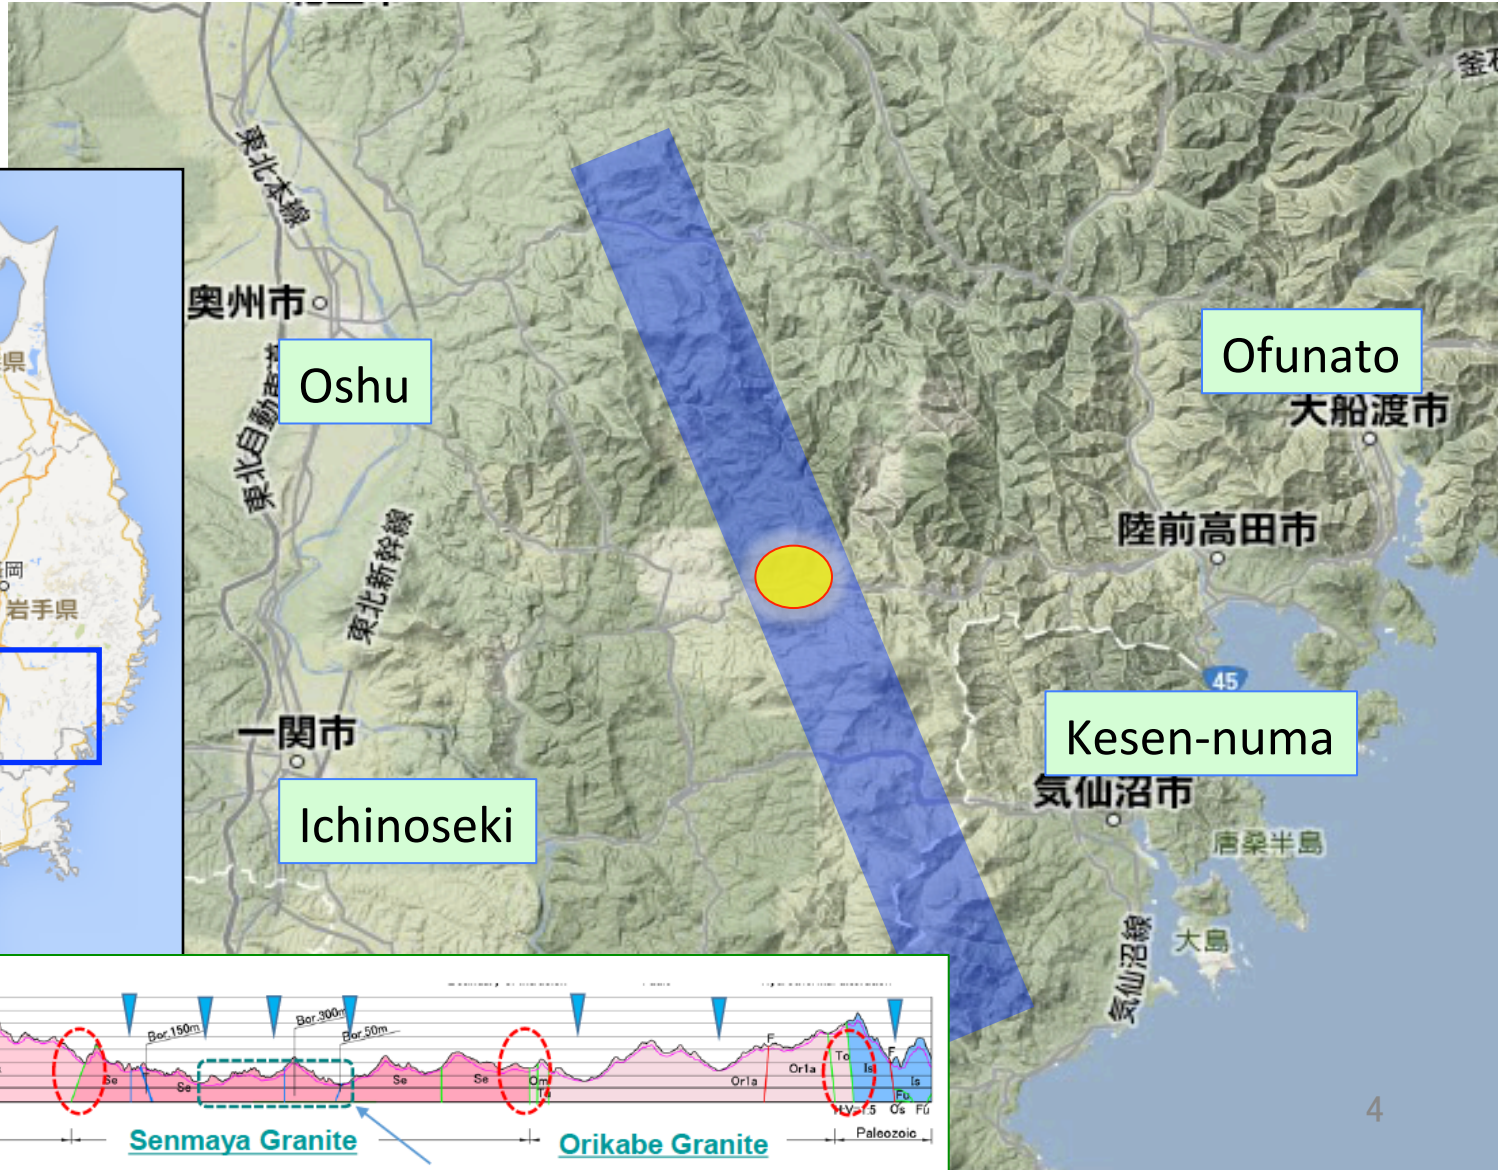 東北本線
奥州市
Oshu
東北自動車道
東北新幹線
一関市
Ichinoseki
Ofunato
大船渡市
陸前高田市
45
Kesen-numa
気仙沼市
唐桑半島
大島
気仙沼線
県
岩手県
Bor.150m
Bor.300m
Bor.50m
Se
Se
Se
Se
Om
Or1a
F
Or1a
To
Is
F
Is
Fu
Os Fu
Paleozoic
Senmaya Granite
Orikabe Granite
4